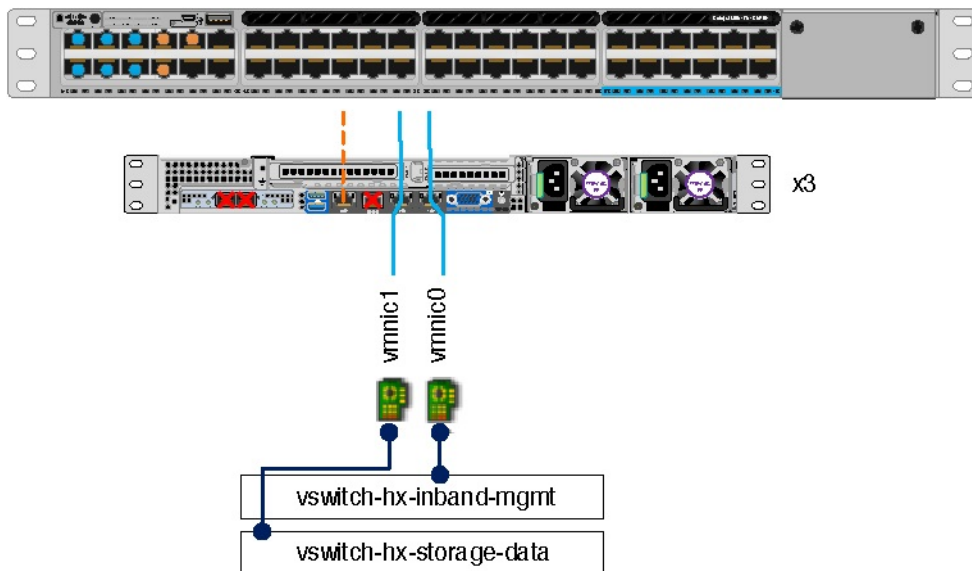 x3
vmnic1
vmnic0
vswitch-hx-inband-mgmt
vswitch-hx-storage-data